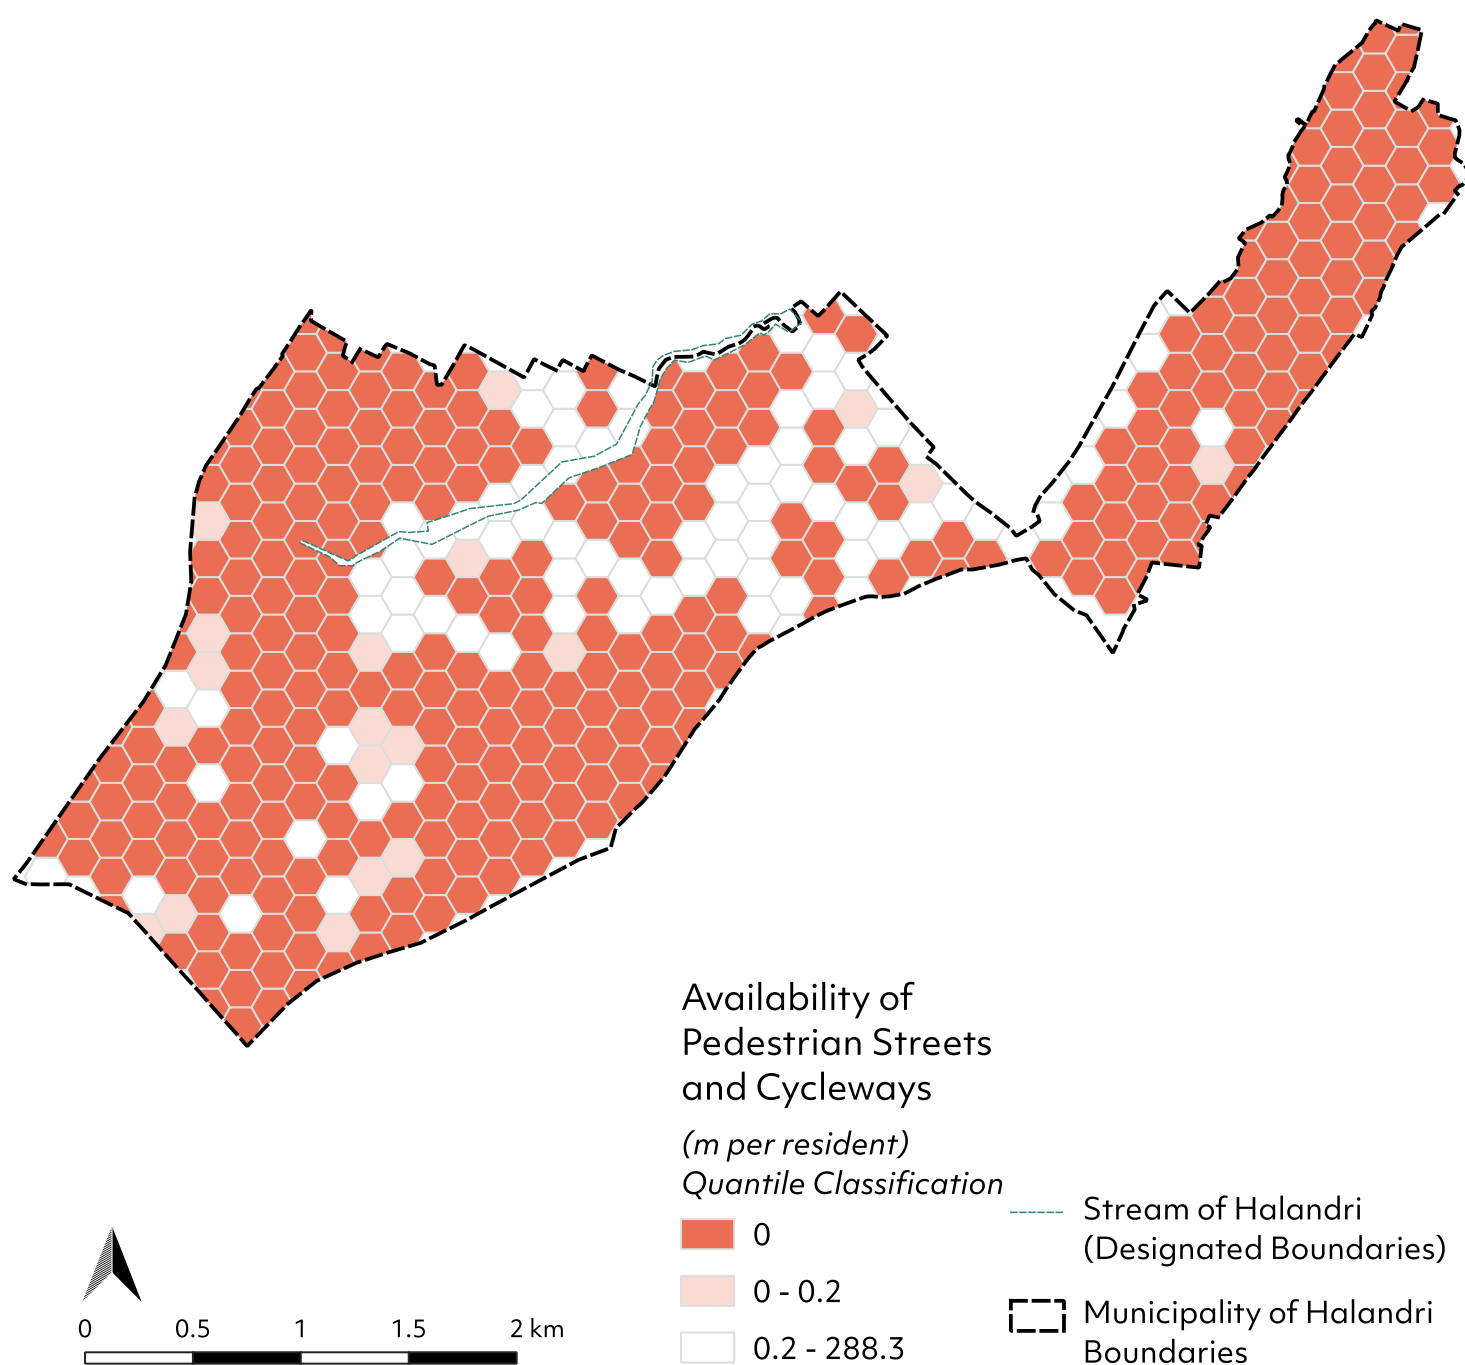 Availability of
Pedestrian Streets
and Cycleways
(m per resident)
Quantile Classification
0
0 - 0.2
0.2 - 288.3
Stream of Halandri
(Designated Boundaries)
Municipality of Halandri
Boundaries
0 0.5 1 1.5 2 km